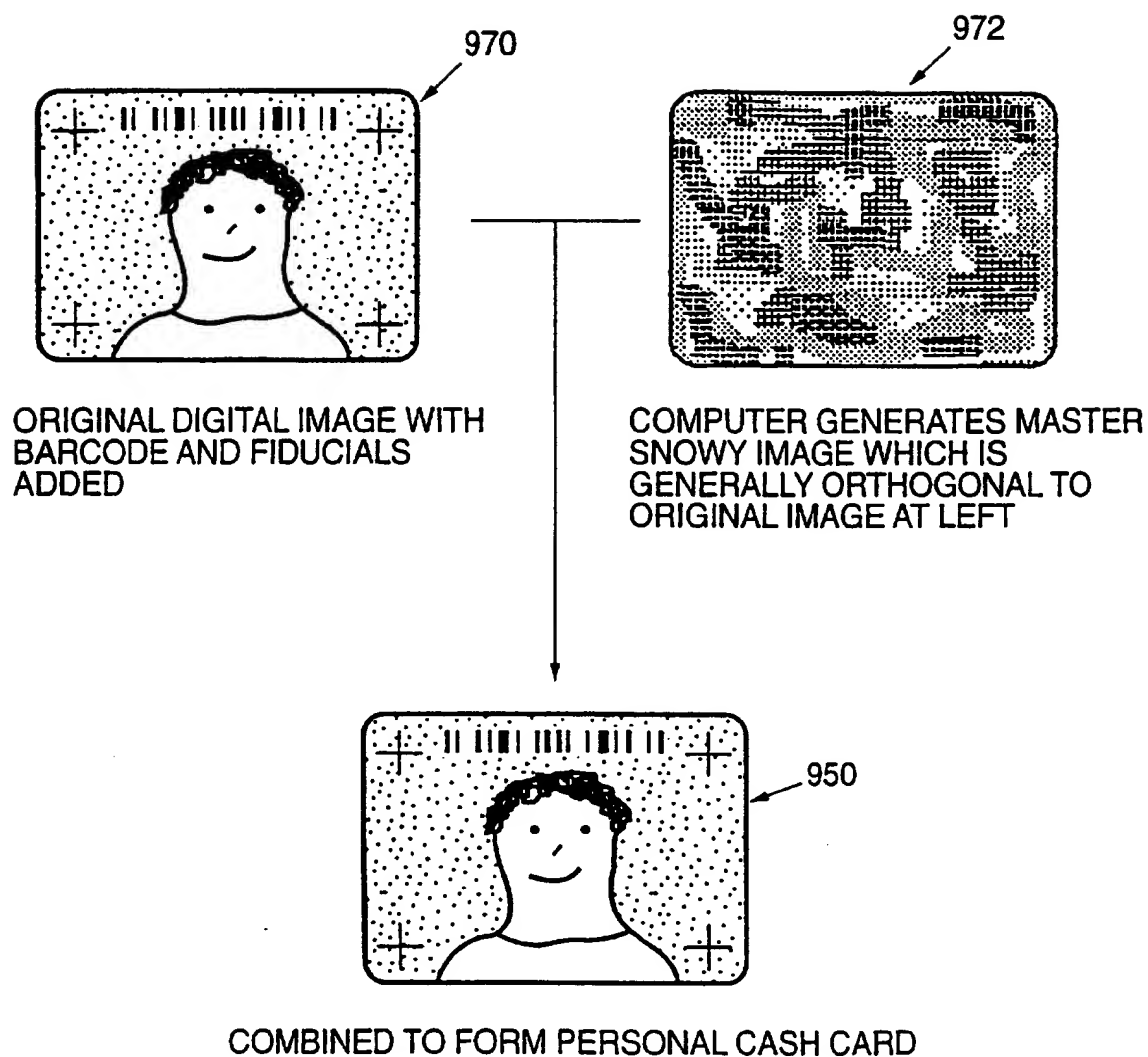 970
972
ORIGINAL DIGITAL IMAGE WITH
BARCODE AND FIDUCIALS
ADDED
COMPUTER GENERATES MASTER
SNOWY IMAGE WHICH IS
GENERALLY ORTHOGONAL TO
ORIGINAL IMAGE AT LEFT
950
COMBINED TO FORM PERSONAL CASH CARD